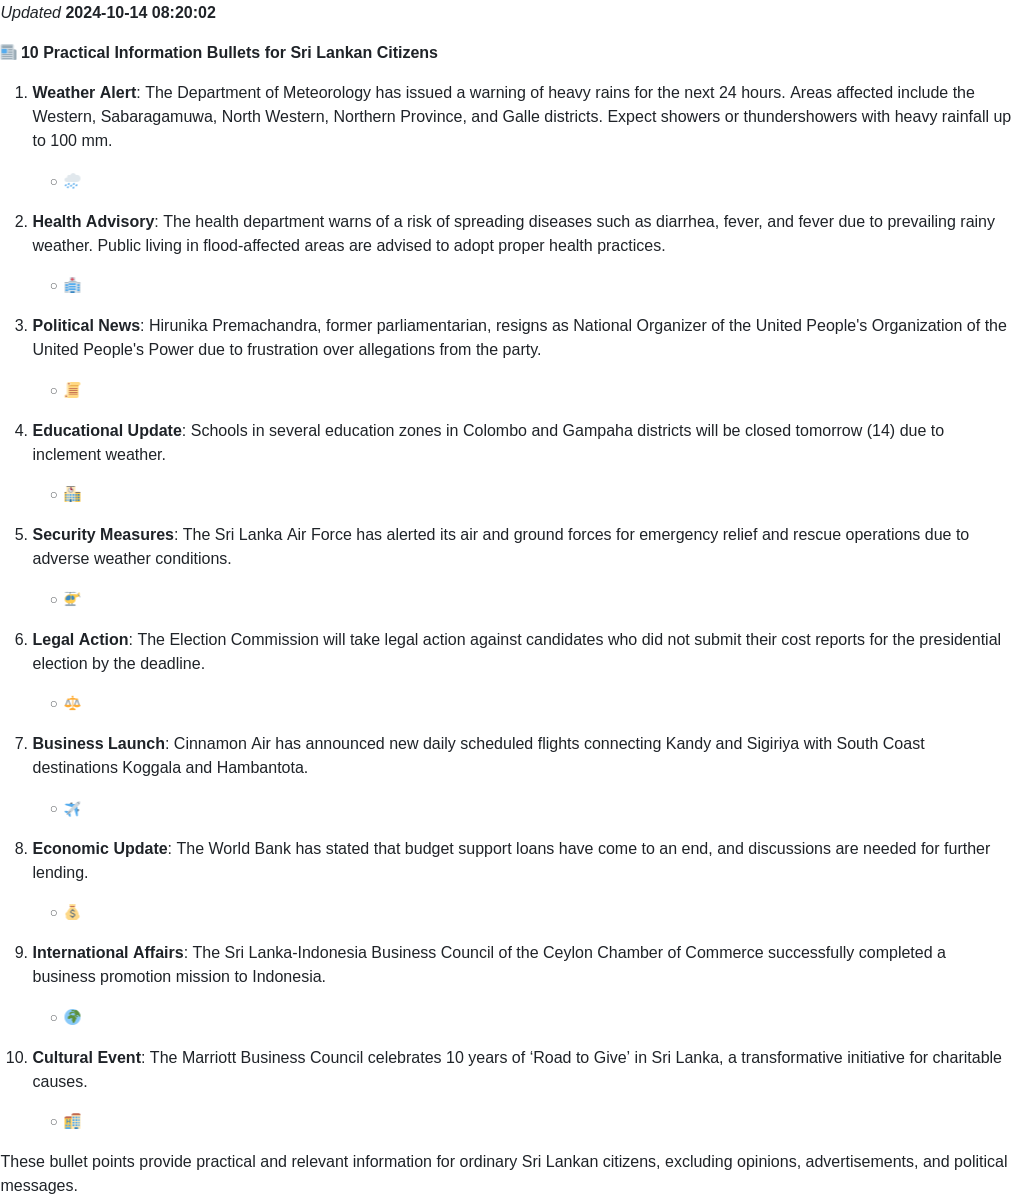 Updated 2024-10-14 08:20:02
📰 10 Practical Information Bullets for Sri Lankan Citizens
1. Weather Alert: The Department of Meteorology has issued a warning of heavy rains for the next 24 hours. Areas affected include the
Western, Sabaragamuwa, North Western, Northern Province, and Galle districts. Expect showers or thundershowers with heavy rainfall up
to 100 mm.
2. Health Advisory: The health department warns of a risk of spreading diseases such as diarrhea, fever, and fever due to prevailing rainy
weather. Public living in flood-affected areas are advised to adopt proper health practices.
3. Political News: Hirunika Premachandra, former parliamentarian, resigns as National Organizer of the United People's Organization of the
United People's Power due to frustration over allegations from the party.
4. Educational Update: Schools in several education zones in Colombo and Gampaha districts will be closed tomorrow (14) due to
inclement weather.
5. Security Measures: The Sri Lanka Air Force has alerted its air and ground forces for emergency relief and rescue operations due to
adverse weather conditions.
6. Legal Action: The Election Commission will take legal action against candidates who did not submit their cost reports for the presidential
election by the deadline.
7. Business Launch: Cinnamon Air has announced new daily scheduled flights connecting Kandy and Sigiriya with South Coast
destinations Koggala and Hambantota.
8. Economic Update: The World Bank has stated that budget support loans have come to an end, and discussions are needed for further
lending.
9. International Affairs: The Sri Lanka-Indonesia Business Council of the Ceylon Chamber of Commerce successfully completed a
business promotion mission to Indonesia.
10. Cultural Event: The Marriott Business Council celebrates 10 years of ‘Road to Give’ in Sri Lanka, a transformative initiative for charitable
causes.
These bullet points provide practical and relevant information for ordinary Sri Lankan citizens, excluding opinions, advertisements, and political
messages.